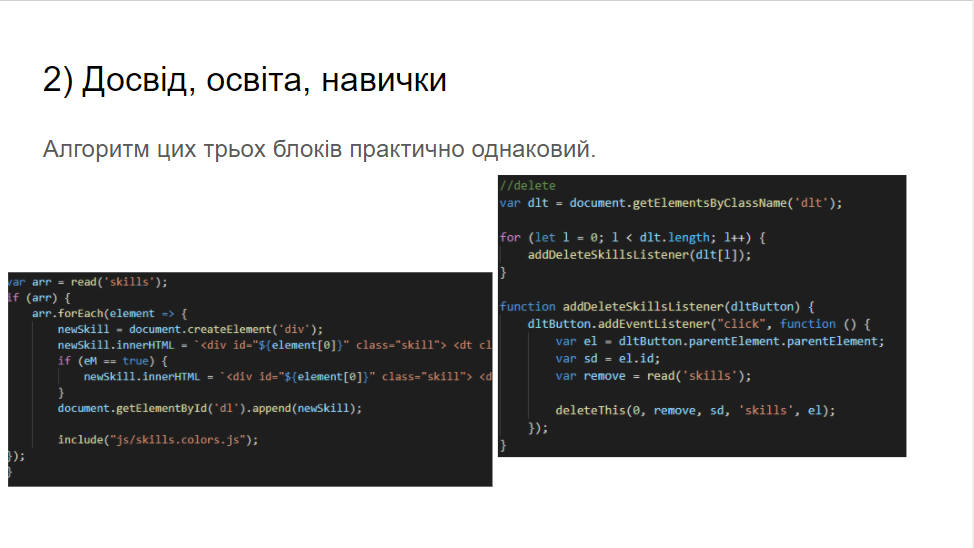 2) Досвід, освіта, навички
Алгоритм цих трьох блоків практично однаковий.
var arr = read('skills');
if (arr) {
arr.forEach(element => {
newSkill = document.createElement('div');
newSkill.innerHTML = `<div id="${element[0]}" class="skill"> <dt cl
if (eM == true) {
newSkill.innerHTML = `<div id="${element[0]}" class="skill"> <d
}
document.getElementById('dl').append(newSkill);
include("js/skills.colors.js");
});
}
//delete
var dlt = document.getElementsByClassName('dlt');
for (let l = 0; l < dlt.length; l++) {
addDeleteSkillsListener(dlt[l]);
}
function addDeleteSkillsListener(dltButton) {
dltButton.addEventListener("click", function () {
var el = dltButton.parentElement.parentElement;
var sd = el.id;
var remove = read('skills');
deleteThis(0, remove, sd, 'skills', el);
});
}